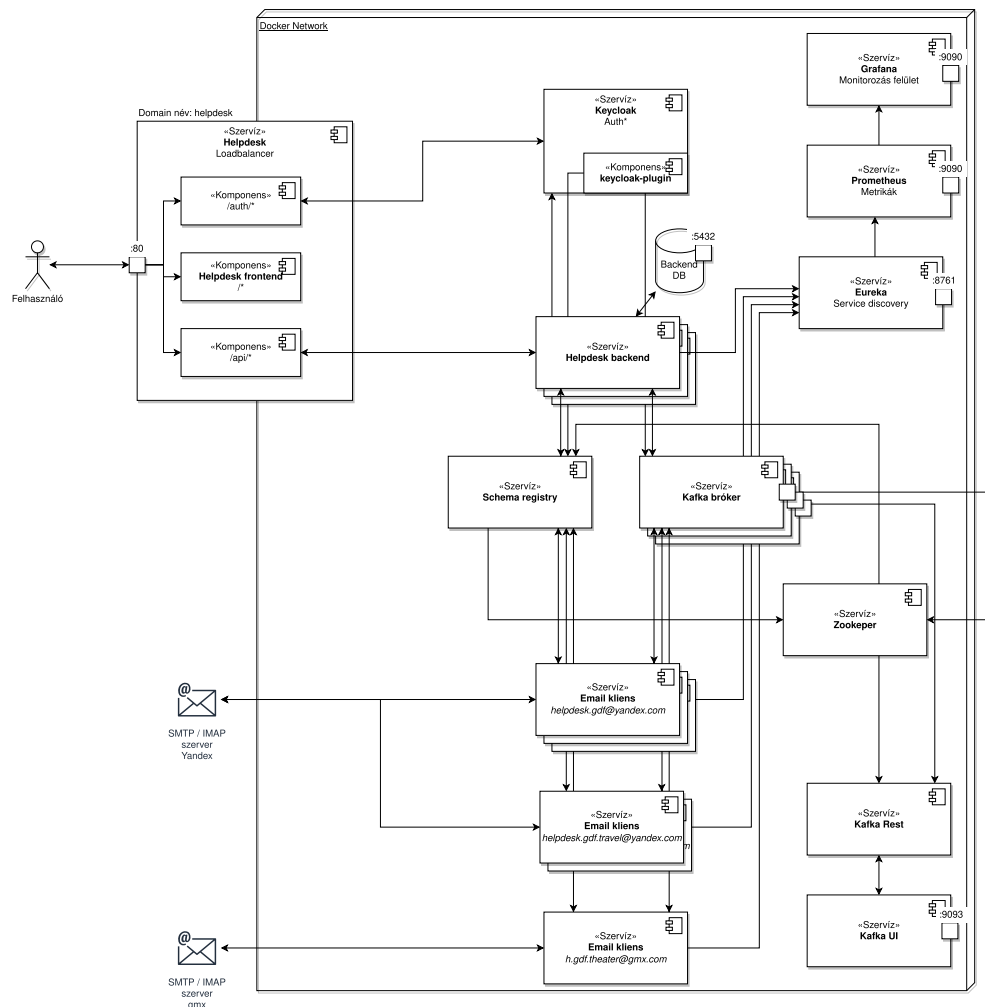 Docker Network
«Szervíz»
Grafana
Monitorozás felület
:9090
Domain név: helpdesk
«Szervíz»
Helpdesk
Loadbalancer
«Szervíz»
Keycloak
Auth*
«Komponens»
keycloak-plugin
«Szervíz»
Prometheus
Metrikák
:9090
«Komponens»
/auth/*
:80
Felhasználó
«Komponens»
Helpdesk frontend
/*
:5432
Backend
DB
«Szervíz»
Eureka
Service discovery
:8761
«Komponens»
/api/*
«Szervíz»
Helpdesk backend
«Szervíz»
Schema registry
«Szervíz»
Kafka bróker
«Szervíz»
Zookeper
«Szervíz»
Email kliens
helpdesk.gdf@yandex.com
SMTP / IMAP
szerver
Yandex
«Szervíz»
Email kliens
helpdesk.gdf.travel@yandex.com
m
«Szervíz»
Kafka Rest
«Szervíz»
Email kliens
h.gdf.theater@gmx.com
«Szervíz»
Kafka UI
:9093
SMTP / IMAP
szerver
gmx